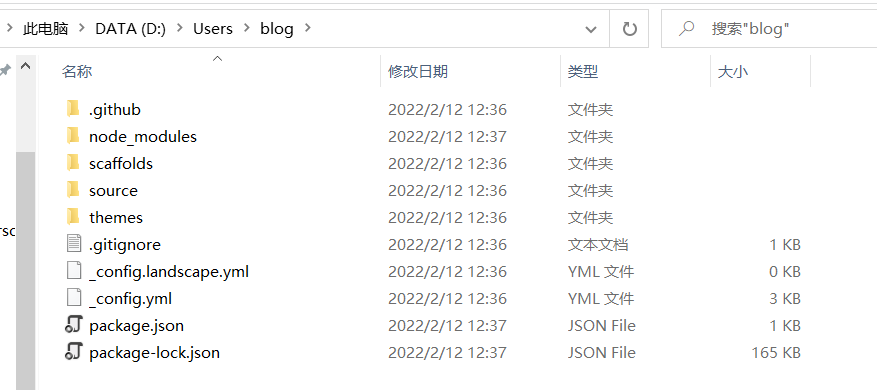 此电脑 > DATA (D:) > Users > blog > 搜索"blog"
名称 修改日期 类型 大小
.github 2022/2/12 12:36 文件夹
node_modules 2022/2/12 12:37 文件夹
scaffolds 2022/2/12 12:36 文件夹
source 2022/2/12 12:36 文件夹
themes 2022/2/12 12:36 文件夹
.gitignore 2022/2/12 12:36 文本文档 1 KB
_config.landscape.yml 2022/2/12 12:36 YML 文件 0 KB
_config.yml 2022/2/12 12:36 YML 文件 3 KB
package.json 2022/2/12 12:37 JSON File 1 KB
package-lock.json 2022/2/12 12:37 JSON File 165 KB